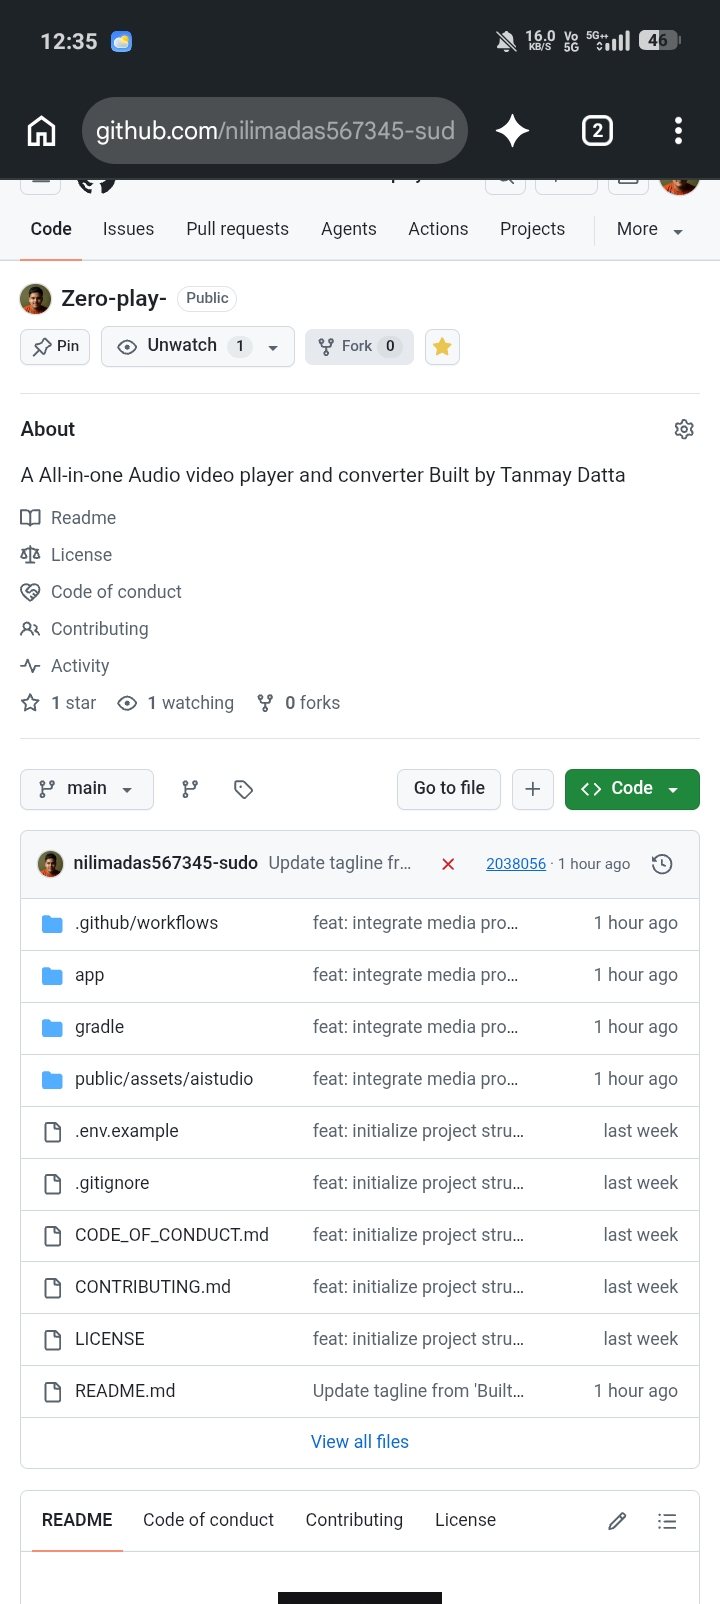 12:35 16.0 KB/S Vo 5G 5G++ 46
github.com/nilimadas567345-sud 2
Code Issues Pull requests Agents Actions Projects More
Zero-play- Public
Pin Unwatch 1 Fork 0
About
A All-in-one Audio video player and converter Built by Tanmay Datta
Readme
License
Code of conduct
Contributing
Activity
1 star 1 watching 0 forks
main Go to file Code
nilimadas567345-sudo Update tagline fr... 2038056 · 1 hour ago
.github/workflows feat: integrate media pro... 1 hour ago
app feat: integrate media pro... 1 hour ago
gradle feat: integrate media pro... 1 hour ago
public/assets/aistudio feat: integrate media pro... 1 hour ago
.env.example feat: initialize project stru... last week
.gitignore feat: initialize project stru... last week
CODE_OF_CONDUCT.md feat: initialize project stru... last week
CONTRIBUTING.md feat: initialize project stru... last week
LICENSE feat: initialize project stru... last week
README.md Update tagline from 'Built... 1 hour ago
View all files
README Code of conduct Contributing License